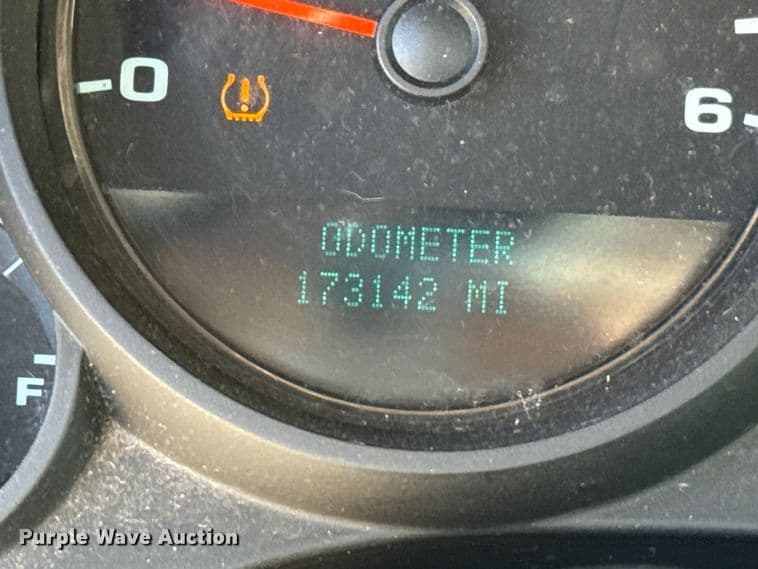 0
6
ODOMETER
173142 MI
F
Purple Wave Auction